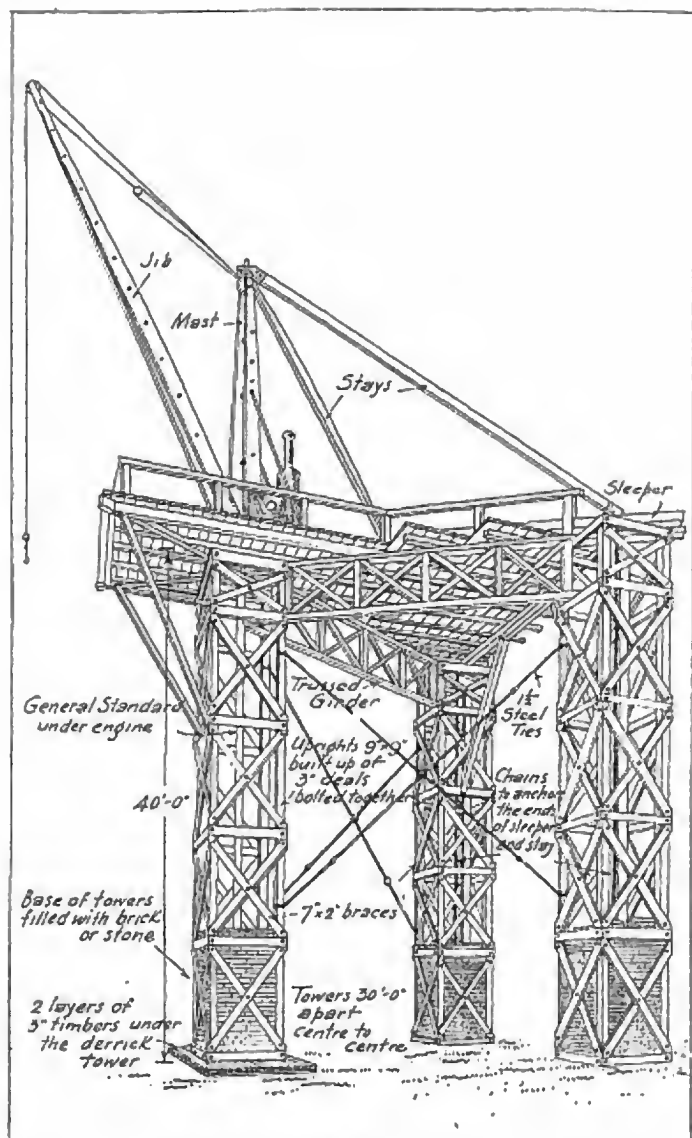 Jib
Mast
Stays
Sleeper
General Standard
under engine
Trussed
Girder
1¼"
Steel
Ties
Uprights 9"x9"
built up of
3" deals
bolted together
Chains
to anchor
the ends
of sleeper
and stay
40'-0"
Base of towers
filled with brick
or stone
7"x2" braces
2 layers of
3" timbers under
the derrick
tower
Towers 30'-0"
apart
centre to
centre